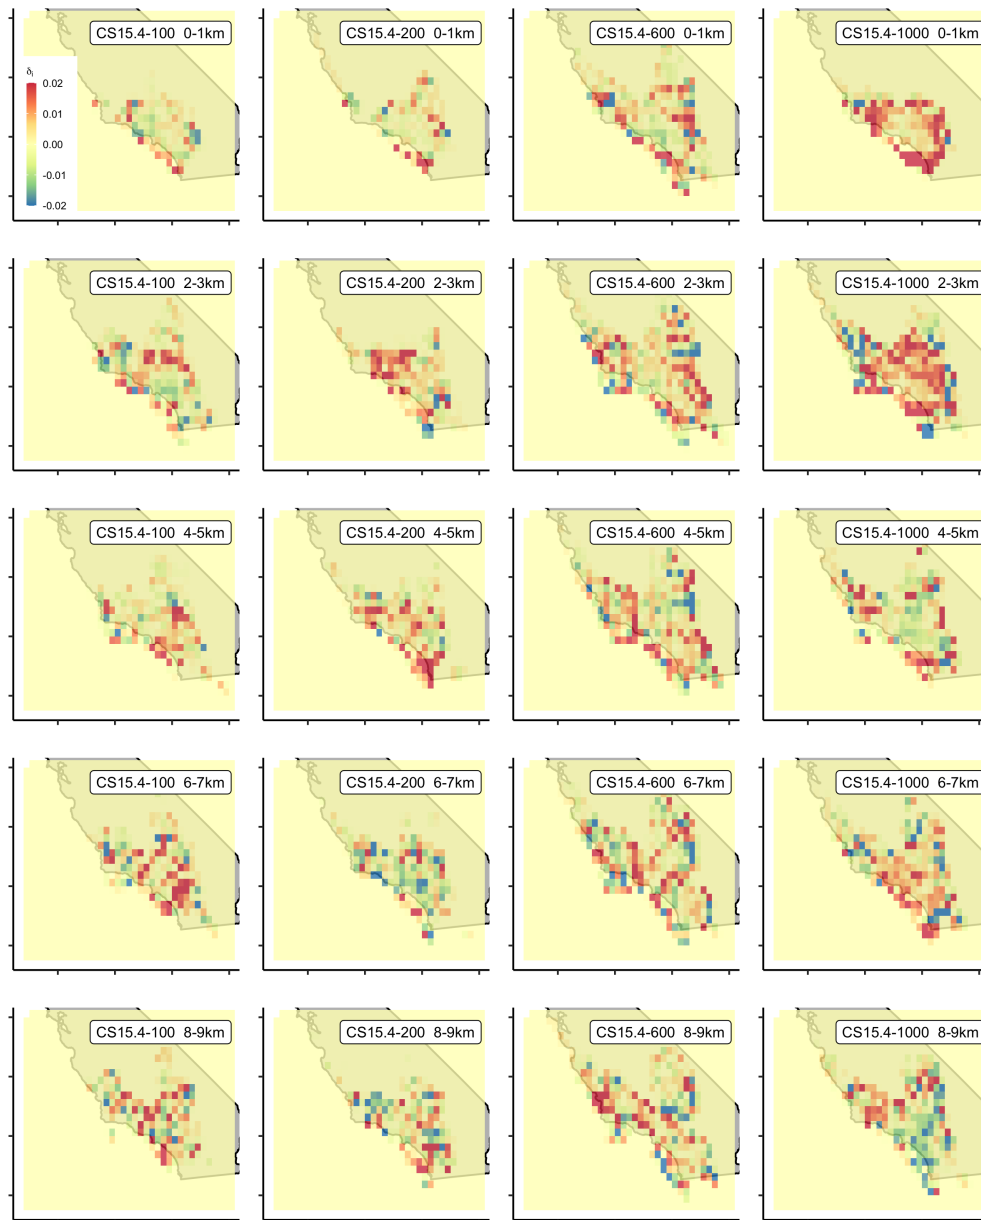 CS15.4-100 0-1km
CS15.4-200 0-1km
CS15.4-600 0-1km
CS15.4-1000 0-1km
δi
0.02
0.01
0.00
-0.01
-0.02
CS15.4-100 2-3km
CS15.4-200 2-3km
CS15.4-600 2-3km
CS15.4-1000 2-3km
CS15.4-100 4-5km
CS15.4-200 4-5km
CS15.4-600 4-5km
CS15.4-1000 4-5km
CS15.4-100 6-7km
CS15.4-200 6-7km
CS15.4-600 6-7km
CS15.4-1000 6-7km
CS15.4-100 8-9km
CS15.4-200 8-9km
CS15.4-600 8-9km
CS15.4-1000 8-9km